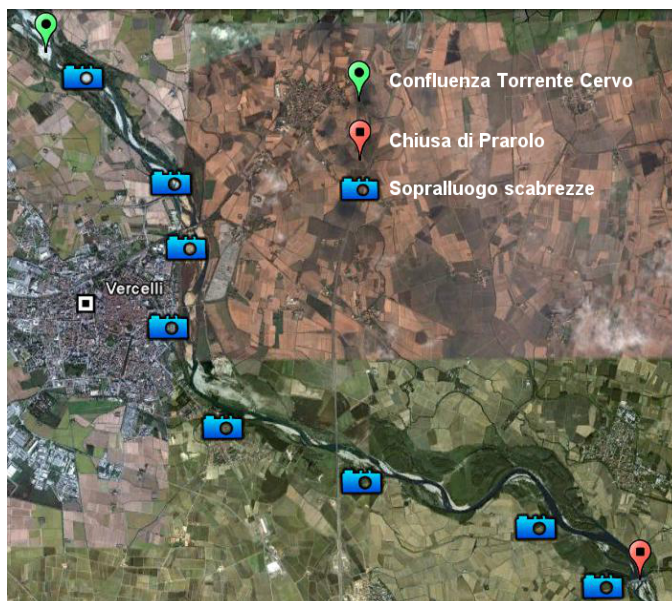 Confluenza Torrente Cervo
Chiusa di Prarolo
Sopralluogo scabrezze
Vercelli